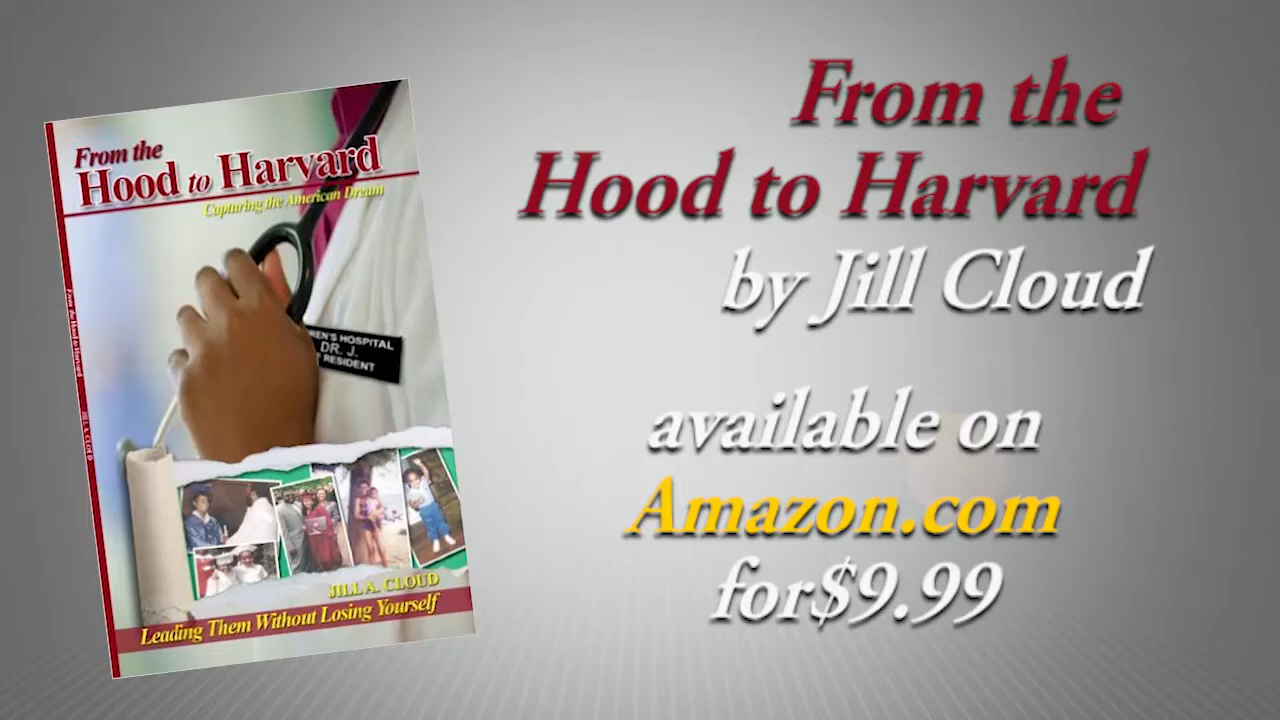 From the
Hood to Harvard
Capturing the American Dream
From the Hood to Harvard
JILL A. CLOUD
REN'S HOSPITAL
DR. J.
RESIDENT
JILL A. CLOUD
Leading Them Without Losing Yourself
From the
Hood to Harvard
by Jill Cloud
available on
Amazon.com
for$9.99